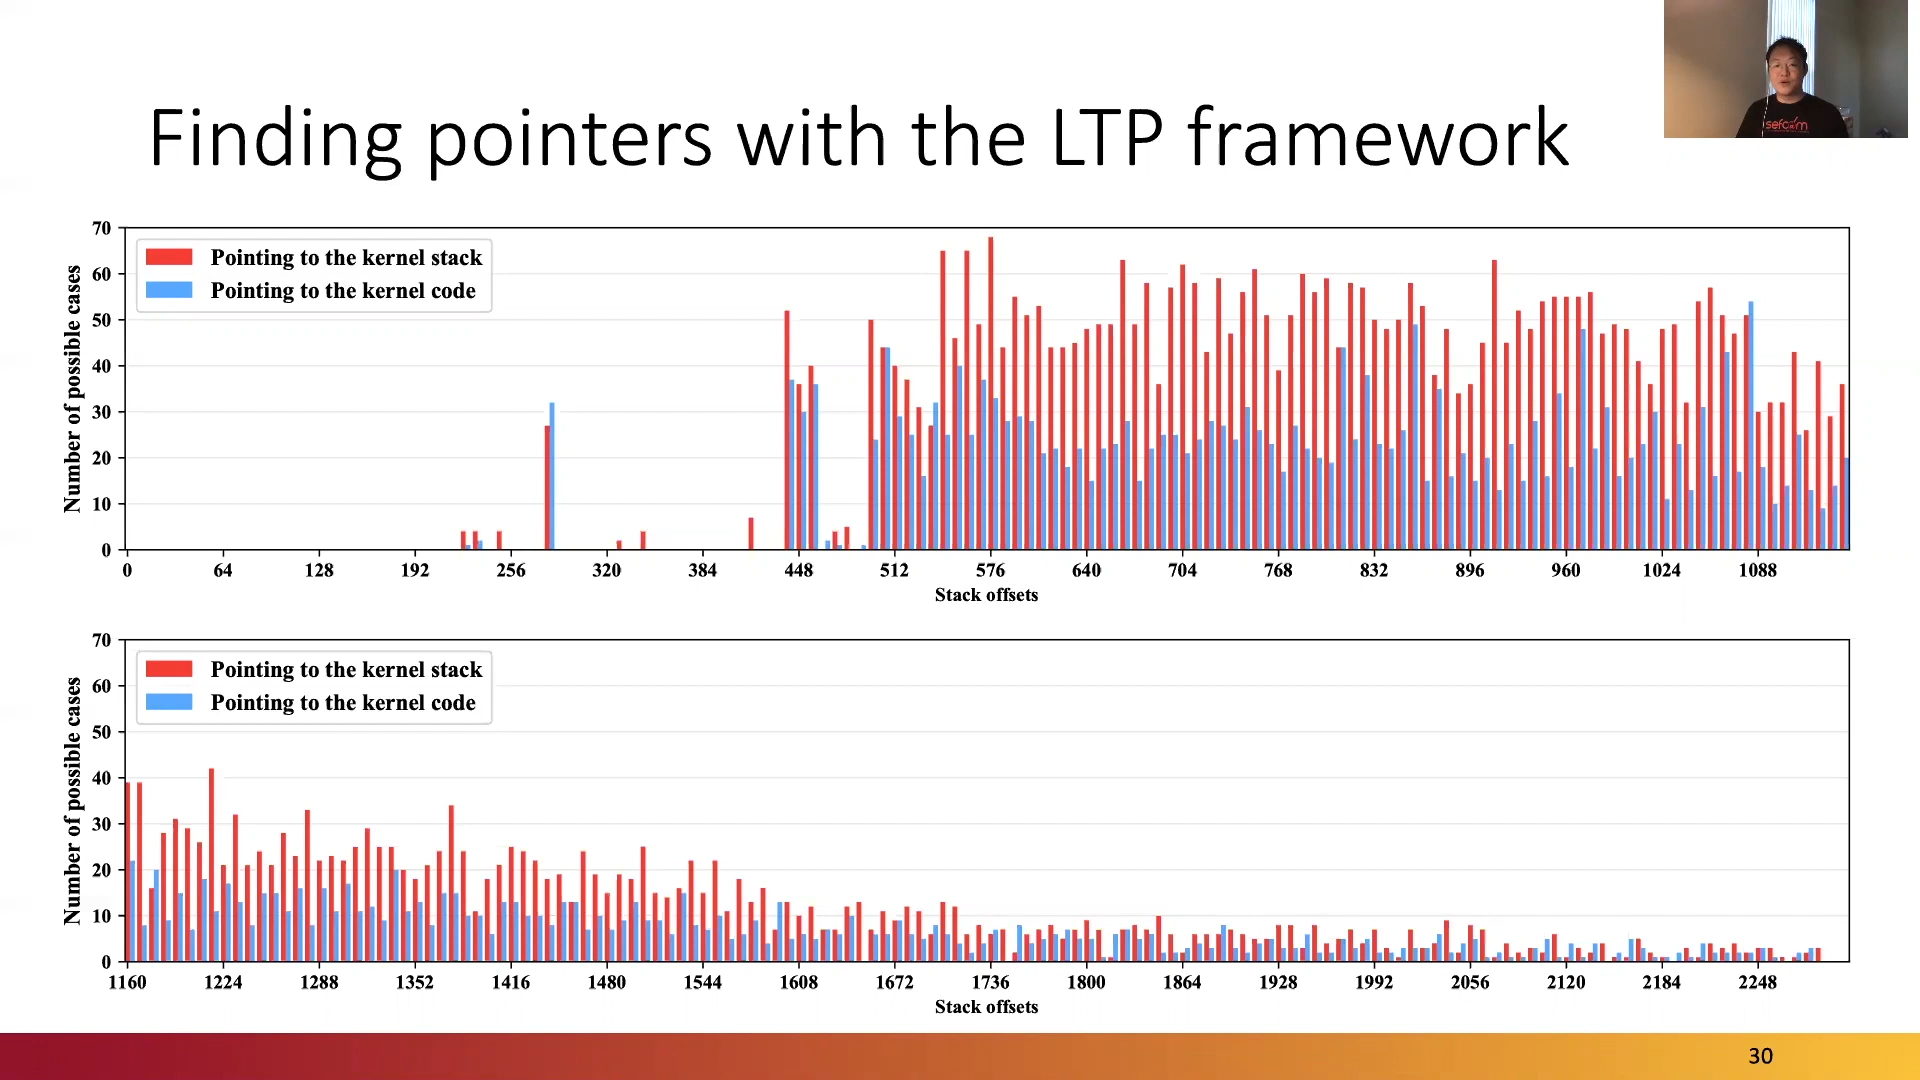 sefcom
Finding pointers with the LTP framework
70
60
50
40
30
20
10
0
Number of possible cases
Pointing to the kernel stack
Pointing to the kernel code
0 64 128 192 256 320 384 448 512 576 640 704 768 832 896 960 1024 1088
Stack offsets
70
60
50
40
30
20
10
0
Number of possible cases
Pointing to the kernel stack
Pointing to the kernel code
1160 1224 1288 1352 1416 1480 1544 1608 1672 1736 1800 1864 1928 1992 2056 2120 2184 2248
Stack offsets
30